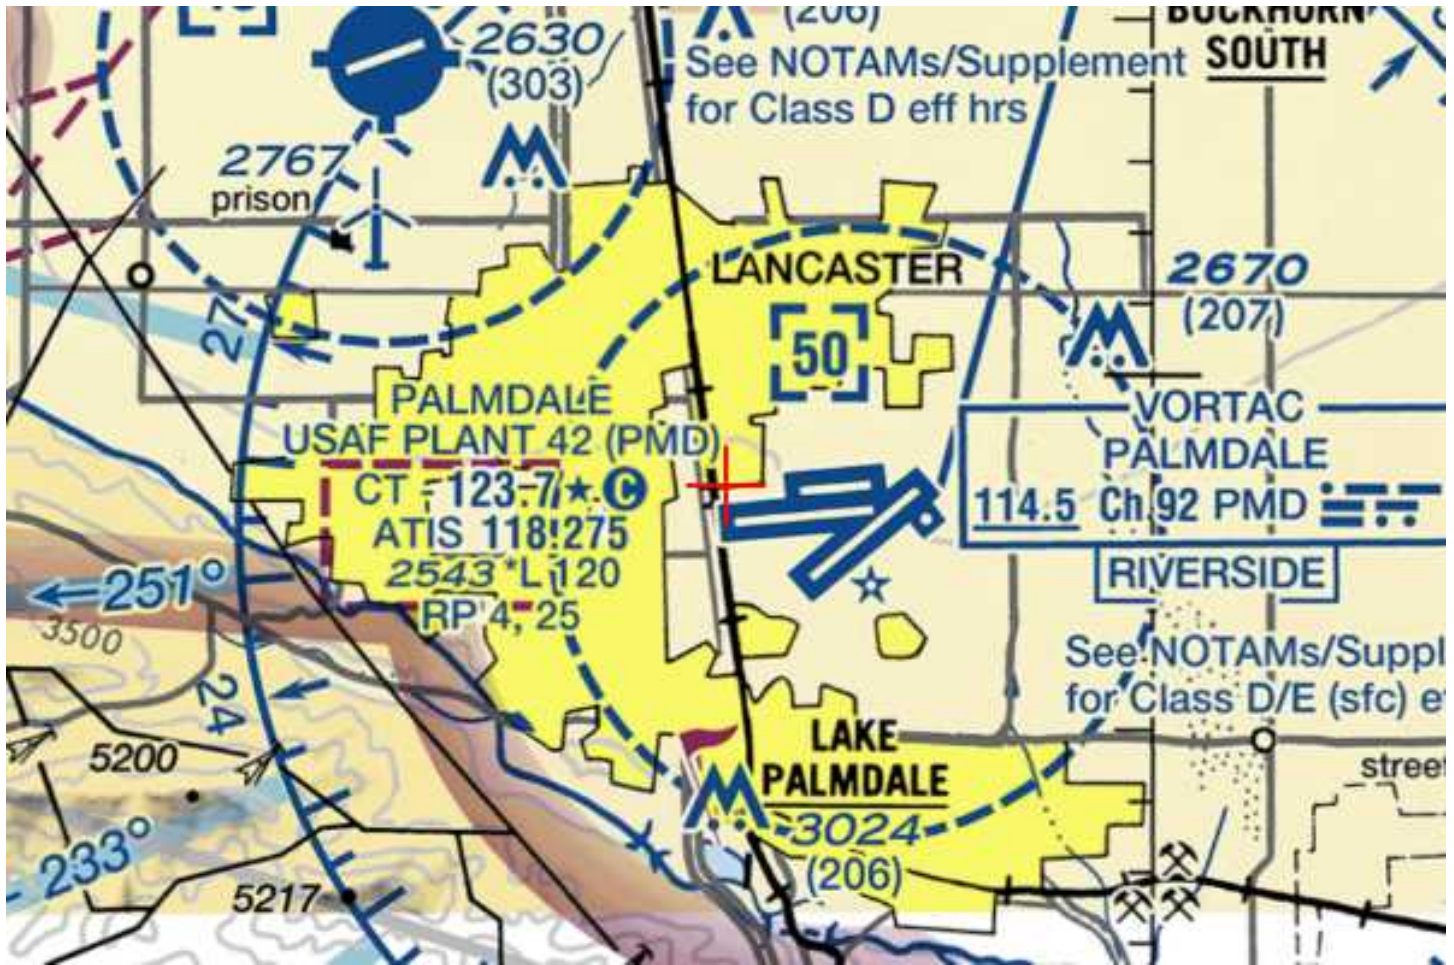 (206)
BUCKHORN
SOUTH
2630
(303)
See NOTAMs/Supplement
for Class D eff hrs
2767
prison
LANCASTER
2670
(207)
27
50
PALMDALE
USAF PLANT 42 (PMD)
CT - 123.7 ★ C
ATIS 118.275
2543 *L 120
RP 4, 25
VORTAC
PALMDALE
114.5 Ch 92 PMD
RIVERSIDE
251°
3500
See NOTAMs/Suppl
for Class D/E (sfc) e
24
5200
LAKE
PALMDALE
street
3024
(206)
233°
5217